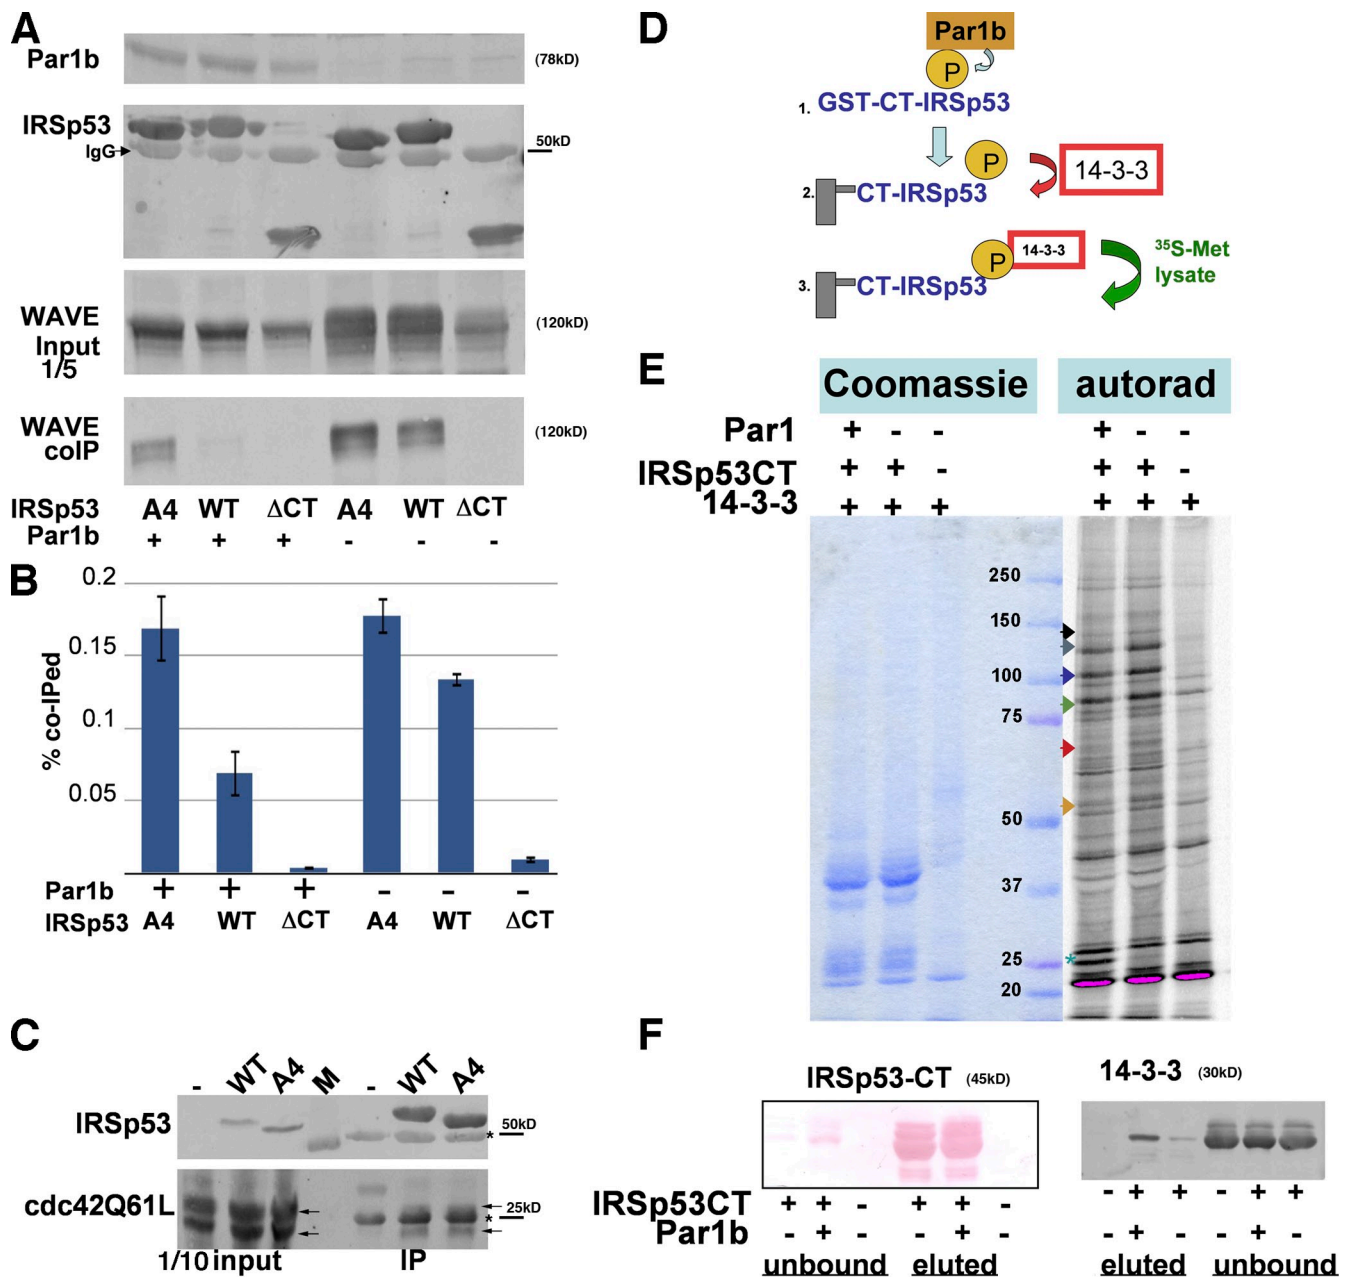 A
Par1b
(78kD)
IRSp53
IgG
50kD
WAVE
Input
1/5
(120kD)
WAVE
coIP
(120kD)
IRSp53 A4 WT ΔCT A4 WT ΔCT
Par1b + + + - - -
B
% co-IPed
0.2
0.15
0.1
0.05
Par1b + + + - - -
IRSp53 A4 WT ΔCT A4 WT ΔCT
C
- WT A4 M - WT A4
IRSp53
* 50kD
cdc42Q61L
25kD
*
1/10 input IP
D
Par1b
P
1. GST-CT-IRSp53
P
14-3-3
2. CT-IRSp53
P 14-3-3
35S-Met
lysate
3. CT-IRSp53
E
Coomassie autorad
Par1 + - - + - -
IRSp53CT + + - + + -
14-3-3 + + + + + +
250
150
100
75
50
37
25
*
20
F
IRSp53-CT (45kD) 14-3-3 (30kD)
IRSp53CT + + - + + - - + + - + +
Par1b - + - - + - - + - - + -
unbound eluted eluted unbound